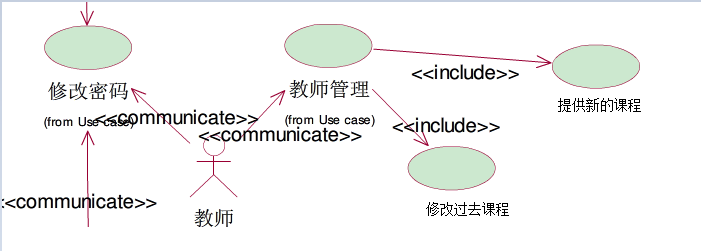 <<include>>
修改密码
教师管理
提供新的课程
(from Use case)
<<communicate>>
(from Use case)
<<include>>
<<communicate>>
<<communicate>>
教师
修改过去课程